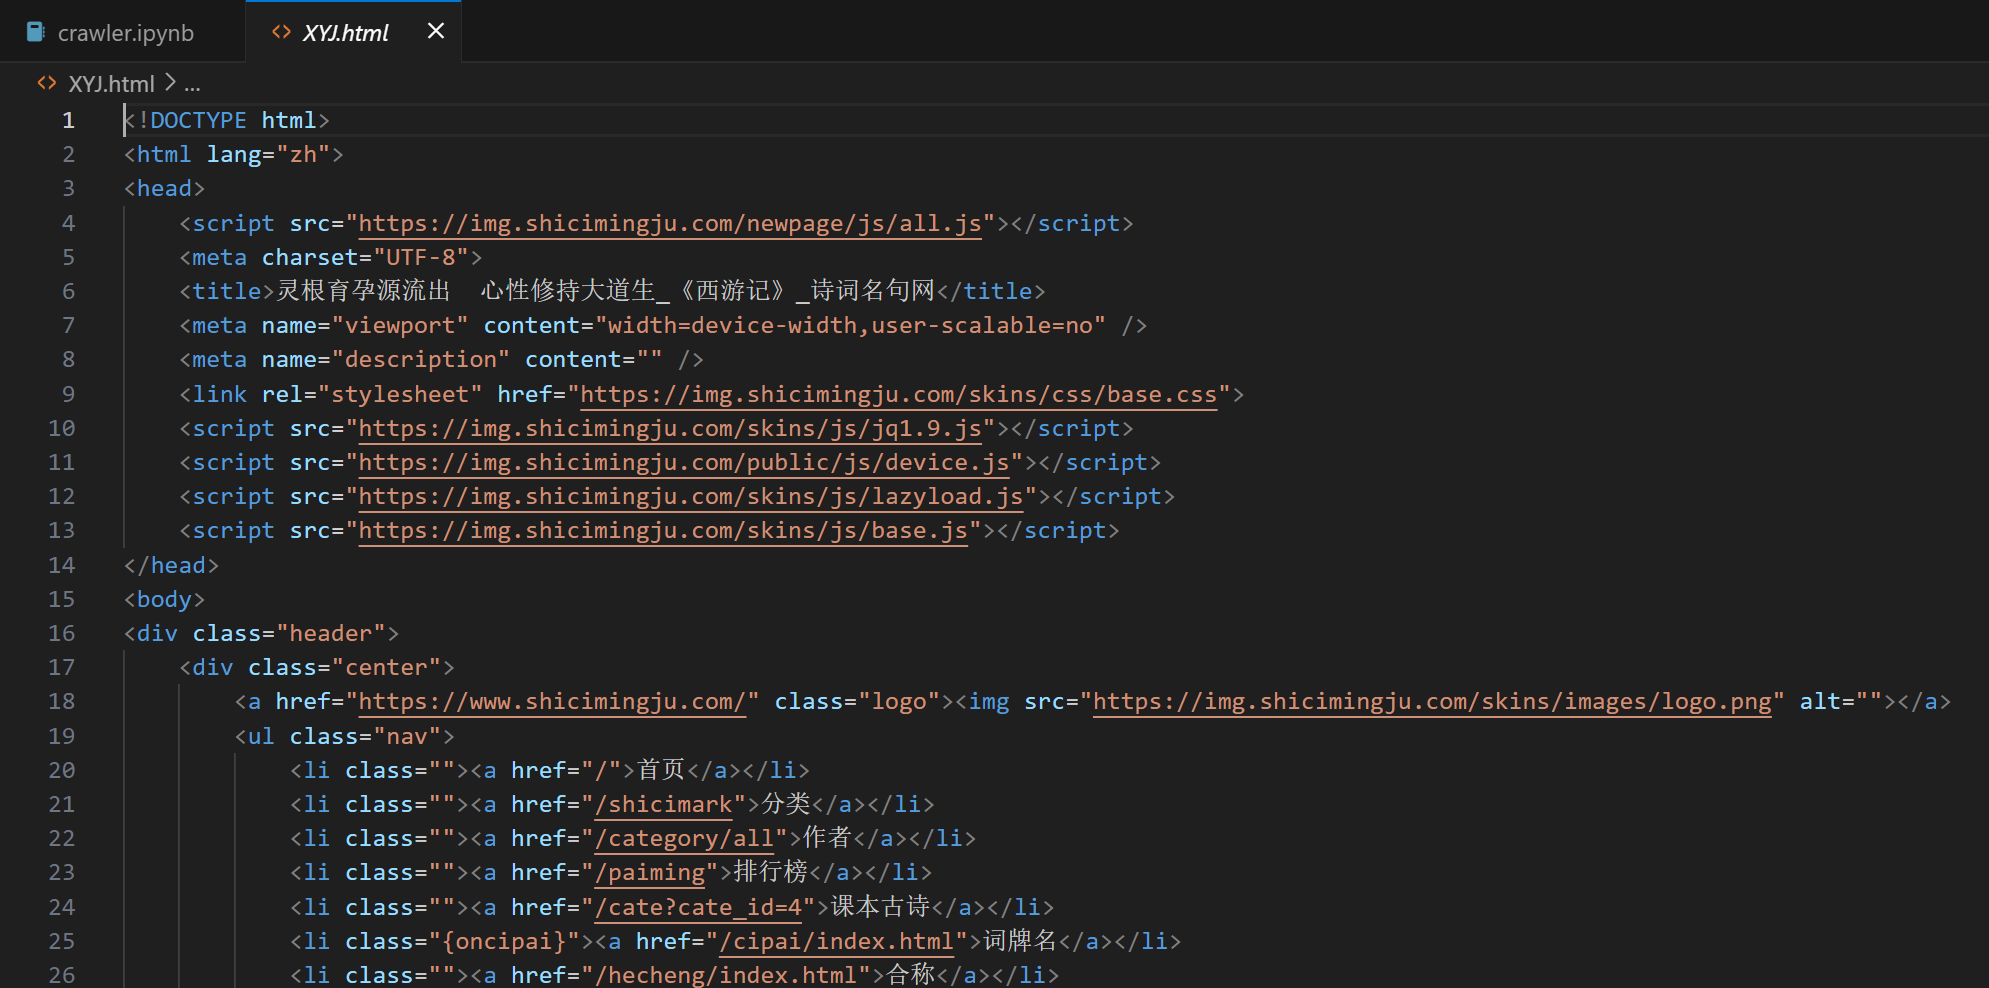 crawler.ipynb
XYJ.html
XYJ.html > ...
1 <!DOCTYPE html>
2 <html lang="zh">
3 <head>
4 <script src="https://img.shicimingju.com/newpage/js/all.js"></script>
5 <meta charset="UTF-8">
6 <title>灵根育孕源流出　心性修持大道生_《西游记》_诗词名句网</title>
7 <meta name="viewport" content="width=device-width,user-scalable=no" />
8 <meta name="description" content="" />
9 <link rel="stylesheet" href="https://img.shicimingju.com/skins/css/base.css">
10 <script src="https://img.shicimingju.com/skins/js/jq1.9.js"></script>
11 <script src="https://img.shicimingju.com/public/js/device.js"></script>
12 <script src="https://img.shicimingju.com/skins/js/lazyload.js"></script>
13 <script src="https://img.shicimingju.com/skins/js/base.js"></script>
14 </head>
15 <body>
16 <div class="header">
17 <div class="center">
18 <a href="https://www.shicimingju.com/" class="logo"><img src="https://img.shicimingju.com/skins/images/logo.png" alt=""></a>
19 <ul class="nav">
20 <li class=""><a href="/">首页</a></li>
21 <li class=""><a href="/shicimark">分类</a></li>
22 <li class=""><a href="/category/all">作者</a></li>
23 <li class=""><a href="/paiming">排行榜</a></li>
24 <li class=""><a href="/cate?cate_id=4">课本古诗</a></li>
25 <li class="{oncipai}"><a href="/cipai/index.html">词牌名</a></li>
26 <li class=""><a href="/hecheng/index.html">合称</a></li>